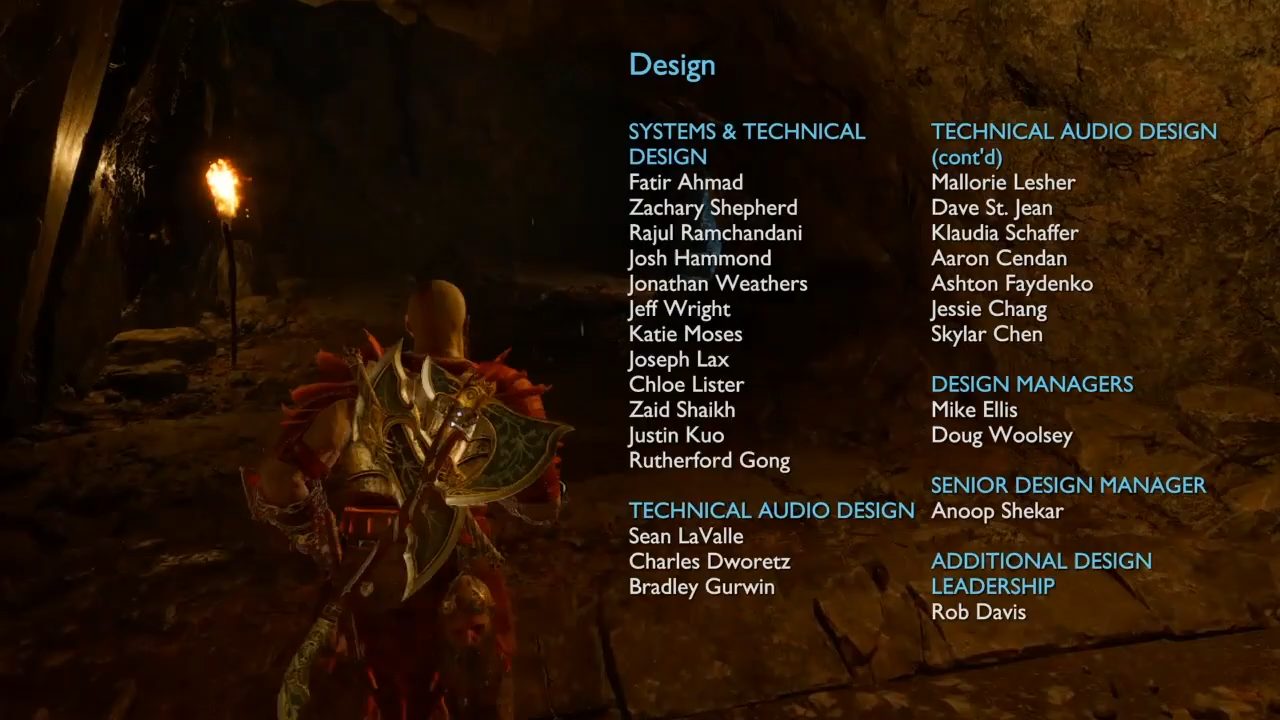 Design
SYSTEMS & TECHNICAL
DESIGN
Fatir Ahmad
Zachary Shepherd
Rajul Ramchandani
Josh Hammond
Jonathan Weathers
Jeff Wright
Katie Moses
Joseph Lax
Chloe Lister
Zaid Shaikh
Justin Kuo
Rutherford Gong
TECHNICAL AUDIO DESIGN
Sean LaValle
Charles Dworetz
Bradley Gurwin
TECHNICAL AUDIO DESIGN
(cont'd)
Mallorie Lesher
Dave St. Jean
Klaudia Schaffer
Aaron Cendan
Ashton Faydenko
Jessie Chang
Skylar Chen
DESIGN MANAGERS
Mike Ellis
Doug Woolsey
SENIOR DESIGN MANAGER
Anoop Shekar
ADDITIONAL DESIGN
LEADERSHIP
Rob Davis